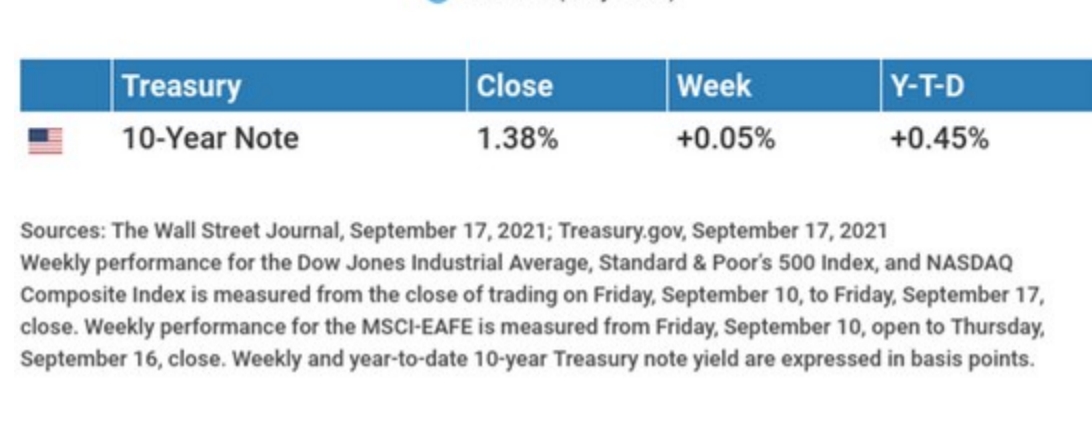 Treasury Close Week Y-T-D
10-Year Note 1.38% +0.05% +0.45%
Sources: The Wall Street Journal, September 17, 2021; Treasury.gov, September 17, 2021
Weekly performance for the Dow Jones Industrial Average, Standard & Poor's 500 Index, and NASDAQ
Composite Index is measured from the close of trading on Friday, September 10, to Friday, September 17,
close. Weekly performance for the MSCI-EAFE is measured from Friday, September 10, open to Thursday,
September 16, close. Weekly and year-to-date 10-year Treasury note yield are expressed in basis points.